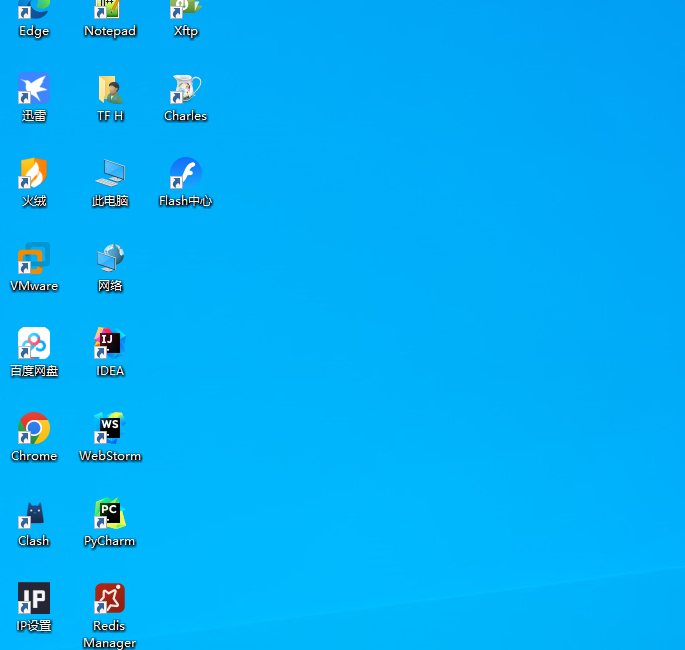 Edge
Notepad
Xftp
迅雷
TF H
Charles
火绒
此电脑
Flash中心
VMware
网络
百度网盘
IJ
IDEA
Chrome
WS
WebStorm
Clash
PC
PyCharm
IP
IP设置
Redis
Manager